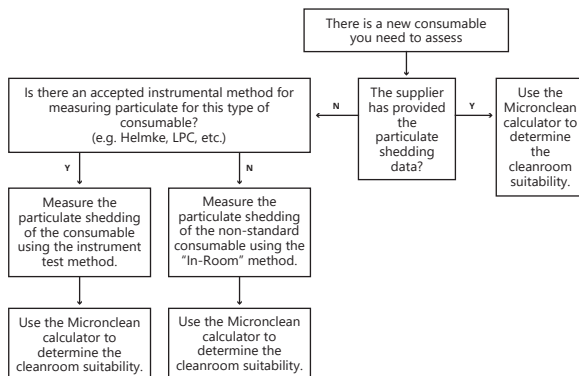 There is a new consumable
you need to assess
Is there an accepted instrumental method for
measuring particulate for this type of
consumable?
(e.g. Helmke, LPC, etc.)
N
The supplier
has provided
the
particulate
shedding
data?
Y
Use the
Micronclean
calculator to
determine
the
cleanroom
suitability.
Y
N
Measure the
particulate shedding
of the consumable
using the instrument
test method.
Measure the
particulate shedding
of the non-standard
consumable using the
“In-Room” method.
Use the Micronclean
calculator to
determine the
cleanroom suitability.
Use the Micronclean
calculator to
determine the
cleanroom suitability.